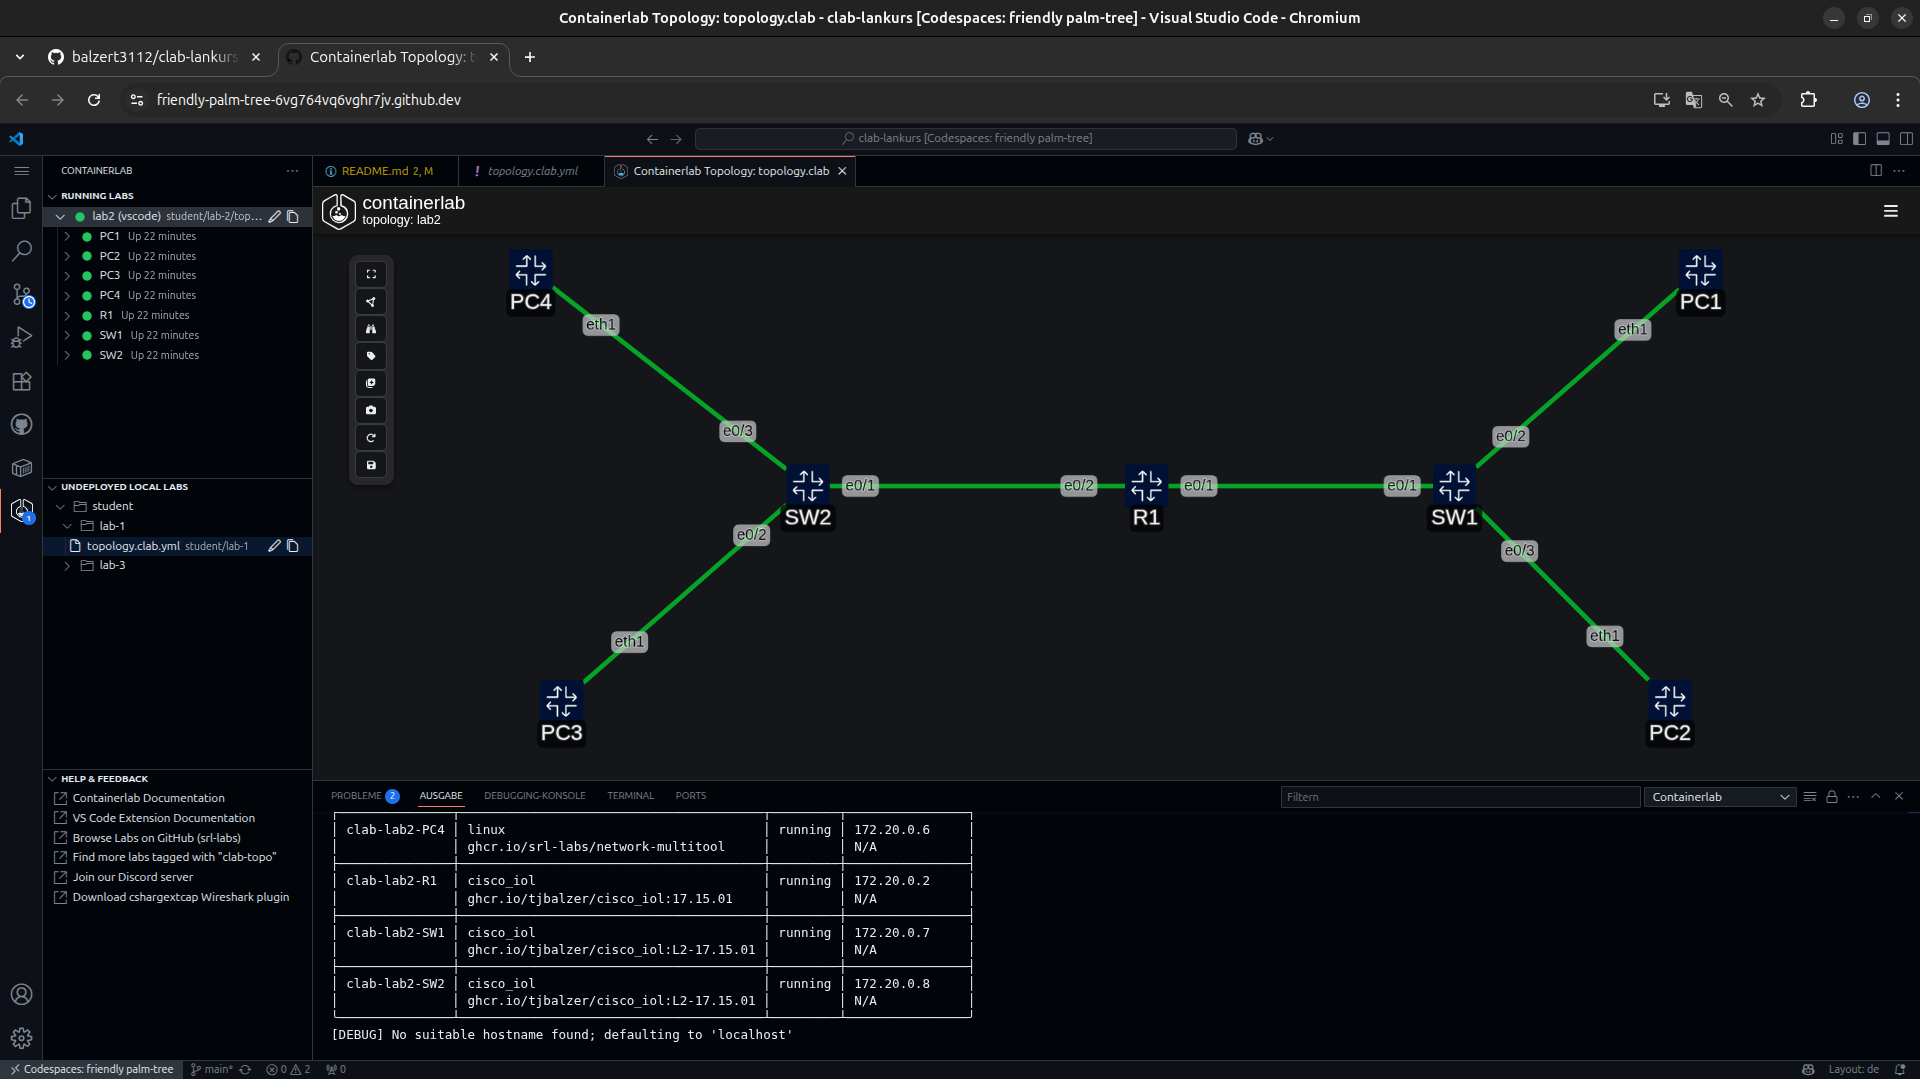 Containerlab Topology: topology.clab - clab-lankurs [Codespaces: friendly palm-tree] - Visual Studio Code - Chromium
balzert3112/clab-lankurs
Containerlab Topology: t
friendly-palm-tree-6vg764vq6vghr7jv.github.dev
clab-lankurs [Codespaces: friendly palm-tree]
CONTAINERLAB
README.md 2, M
topology.clab.yml
Containerlab Topology: topology.clab
RUNNING LABS
lab2 (vscode) student/lab-2/top...
PC1 Up 22 minutes
PC2 Up 22 minutes
PC3 Up 22 minutes
PC4 Up 22 minutes
R1 Up 22 minutes
SW1 Up 22 minutes
SW2 Up 22 minutes
UNDEPLOYED LOCAL LABS
student
lab-1
topology.clab.yml student/lab-1
lab-3
HELP & FEEDBACK
Containerlab Documentation
VS Code Extension Documentation
Browse Labs on GitHub (srl-labs)
Find more labs tagged with "clab-topo"
Join our Discord server
Download cshargextcap Wireshark plugin
1
containerlab
topology: lab2
PC4
PC1
eth1
eth1
e0/3
e0/2
SW2
e0/1
e0/2
R1
e0/1
e0/1
SW1
e0/2
e0/3
eth1
eth1
PC3
PC2
PROBLEME 2
AUSGABE
DEBUGGING-KONSOLE
TERMINAL
PORTS
Filtern
Containerlab
clab-lab2-PC4 linux running 172.20.0.6
ghcr.io/srl-labs/network-multitool N/A
clab-lab2-R1 cisco_iol running 172.20.0.2
ghcr.io/tjbalzer/cisco_iol:17.15.01 N/A
clab-lab2-SW1 cisco_iol running 172.20.0.7
ghcr.io/tjbalzer/cisco_iol:L2-17.15.01 N/A
clab-lab2-SW2 cisco_iol running 172.20.0.8
ghcr.io/tjbalzer/cisco_iol:L2-17.15.01 N/A
[DEBUG] No suitable hostname found; defaulting to 'localhost'
Codespaces: friendly palm-tree
main*
0 2
0
Layout: de